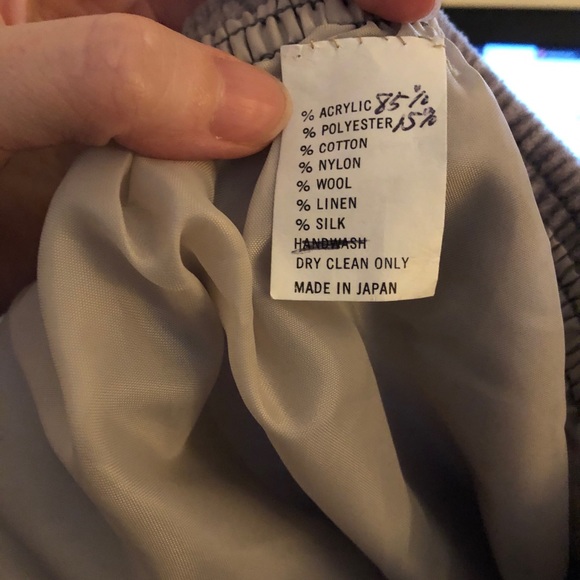 % ACRYLIC 85%
% POLYESTER 15%
% COTTON
% NYLON
% WOOL
% LINEN
% SILK
HANDWASH
DRY CLEAN ONLY
MADE IN JAPAN